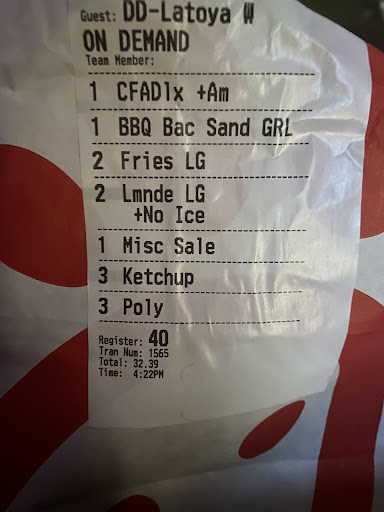 Guest: DD-Latoya W
ON DEMAND
Team Member:
1 CFAD1x +Am
1 BBQ Bac Sand GRL
2 Fries LG
2 Lmnde LG
+No Ice
1 Misc Sale
3 Ketchup
3 Poly
Register: 40
Tran Num: 1565
Total: 32.39
Time: 4:22PM